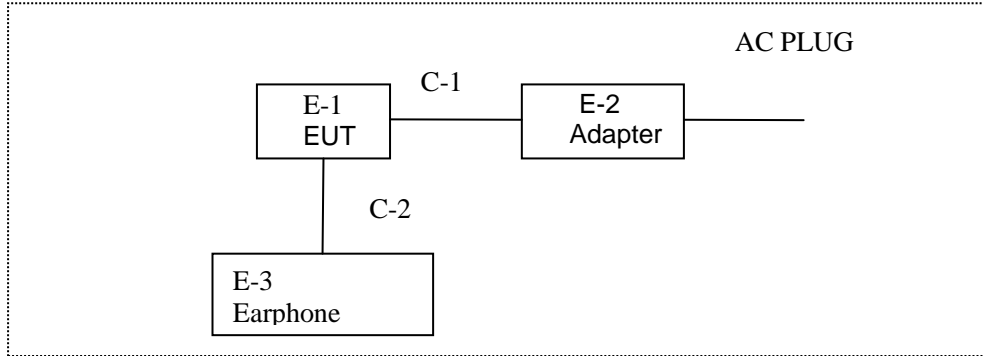 AC PLUG
C-1
E-1
EUT
E-2
Adapter
C-2
E-3
Earphone